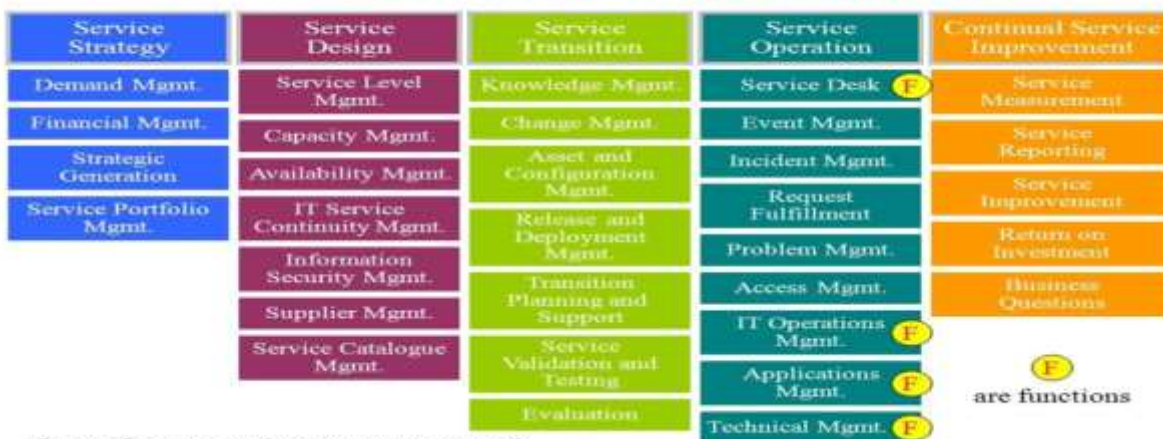 Service
Strategy
Demand Mgmt.
Financial Mgmt.
Strategic
Generation
Service Portfolio
Mgmt.
Service
Design
Service Level
Mgmt.
Capacity Mgmt.
Availability Mgmt.
IT Service
Continuity Mgmt.
Information
Security Mgmt.
Supplier Mgmt.
Service Catalogue
Mgmt.
Service
Transition
Knowledge Mgmt.
Change Mgmt.
Asset and
Configuration
Mgmt.
Release and
Deployment
Mgmt.
Transition
Planning and
Support
Service
Validation and
Testing
Evaluation
Service
Operation
Service Desk F
Event Mgmt.
Incident Mgmt.
Request
Fulfillment
Problem Mgmt.
Access Mgmt.
IT Operations
Mgmt. F
Applications
Mgmt. F
Technical Mgmt. F
Continual Service
Improvement
Service
Measurement
Service
Reporting
Service
Improvement
Return on
Investment
Business
Questions
F
are functions